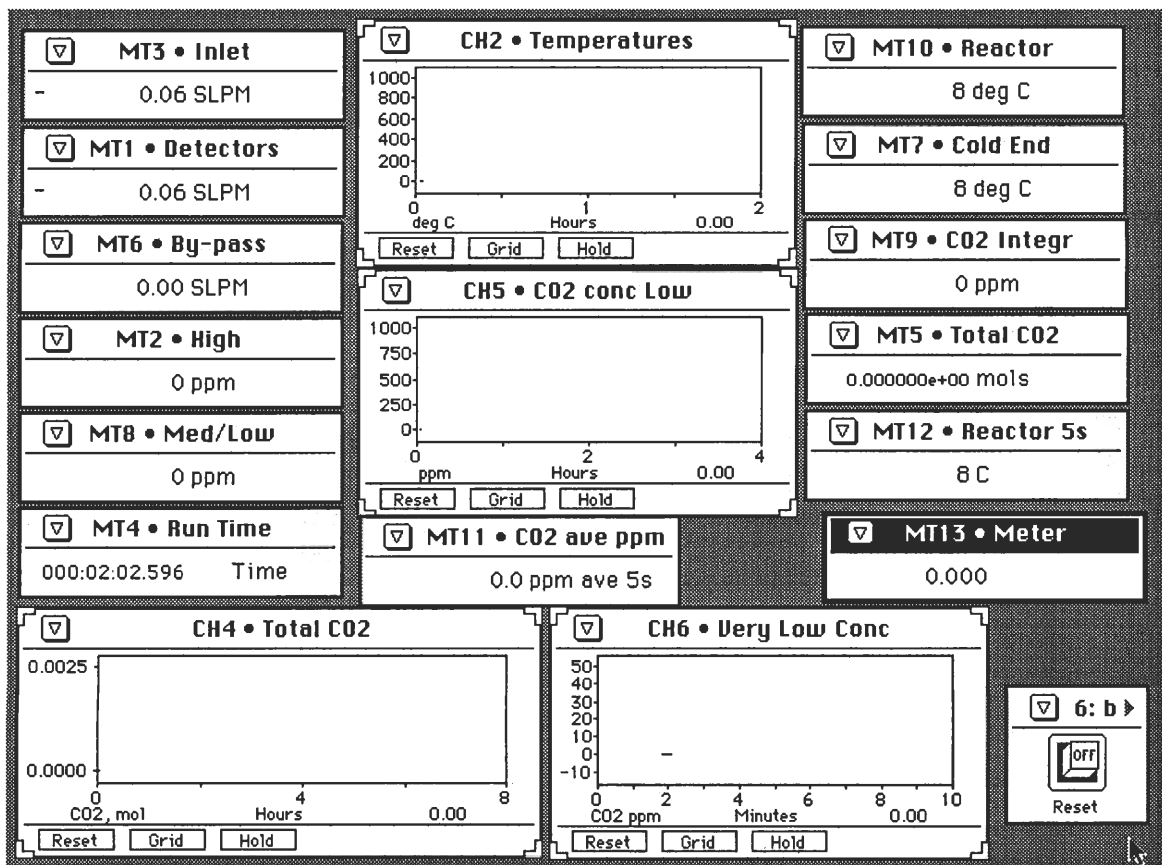 MT3 • Inlet
- 0.06 SLPM
MT1 • Detectors
- 0.06 SLPM
MT6 • By-pass
0.00 SLPM
MT2 • High
0 ppm
MT8 • Med/Low
0 ppm
MT4 • Run Time
000:02:02.596 Time
CH2 • Temperatures
1000
800
600
400
200
0
0 1 2
deg C Hours 0.00
Reset Grid Hold
CH5 • CO2 conc Low
1000
750
500
250
0
0 2 4
ppm Hours 0.00
Reset Grid Hold
MT11 • CO2 ave ppm
0.0 ppm ave 5s
MT10 • Reactor
8 deg C
MT7 • Cold End
8 deg C
MT9 • CO2 Integr
0 ppm
MT5 • Total CO2
0.000000e+00 mols
MT12 • Reactor 5s
8 C
MT13 • Meter
0.000
CH4 • Total CO2
0.0025
0.0000
0 4 8
CO2, mol Hours 0.00
Reset Grid Hold
CH6 • Very Low Conc
50
40
30
20
10
0
-10
0 2 4 6 8 10
CO2 ppm Minutes 0.00
Reset Grid Hold
6: b
OFF
Reset